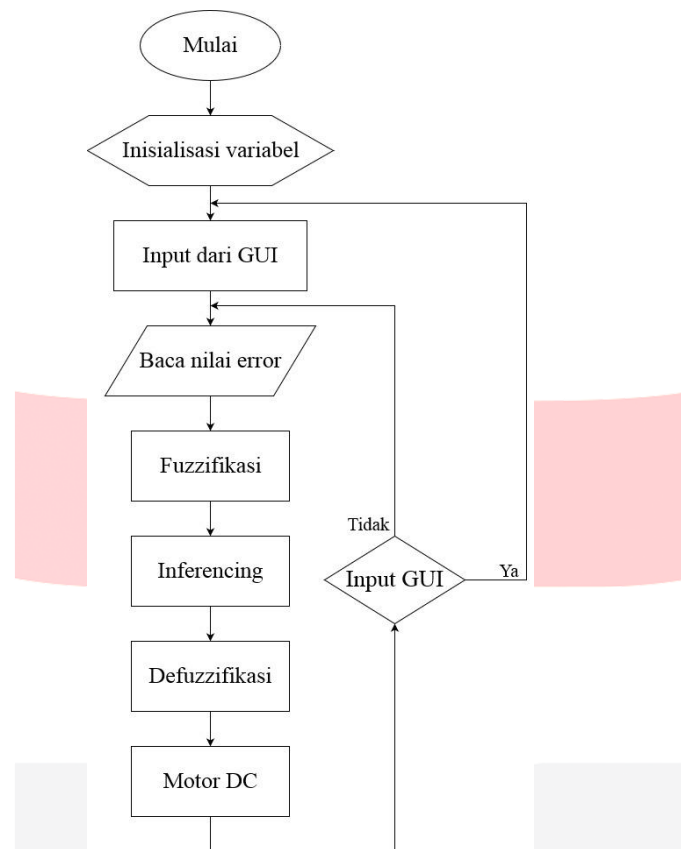 Mulai
Inisialisasi variabel
Input dari GUI
Baca nilai error
Fuzzifikasi
Tidak
Inferencing
Input GUI
Ya
Defuzzifikasi
Motor DC